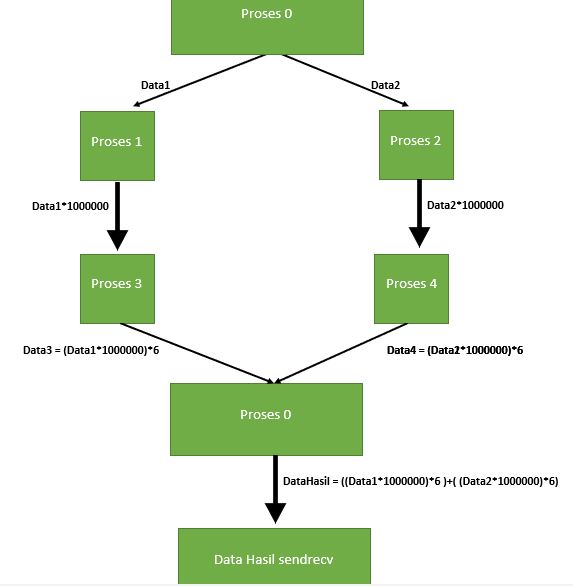 Proses 0
Data1
Data2
Proses 1
Proses 2
Data1*1000000
Data2*1000000
Proses 3
Proses 4
Data3 = (Data1*1000000)*6
Data4 = (Data2*1000000)*6
Proses 0
DataHasil = ((Data1*1000000)*6 )+( (Data2*1000000)*6)
Data Hasil sendrecv